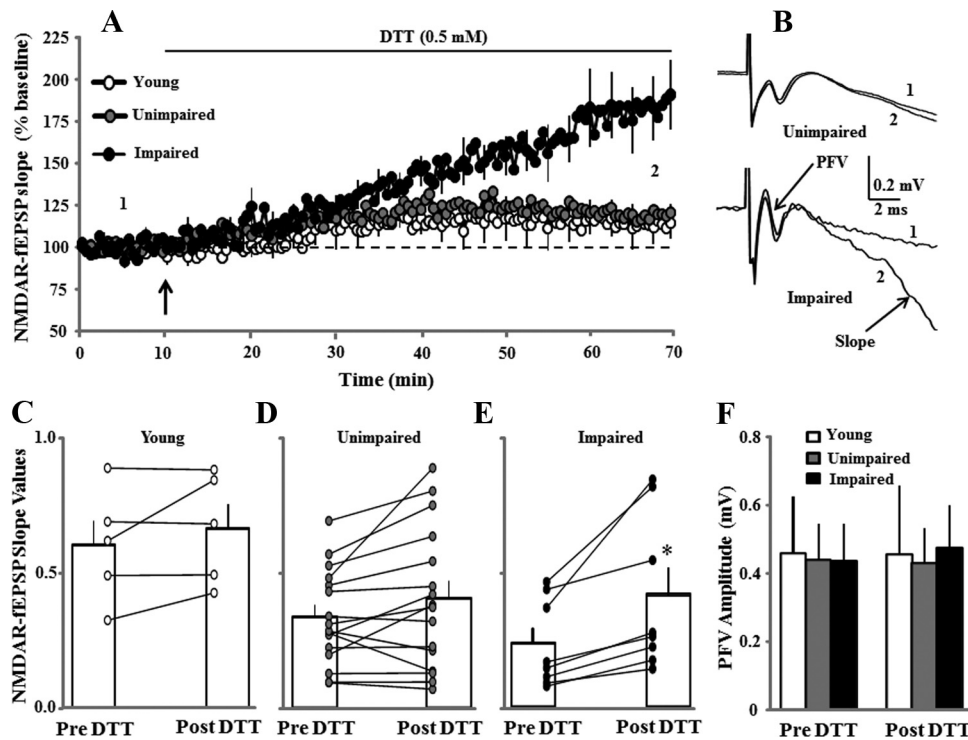 A
B
225
200
175
150
125
100
75
50
NMDAR-fEPSP slope (% baseline)
DTT (0.5 mM)
Young
Unimpaired
Impaired
1
2
0
10
20
30
40
50
60
70
Time (min)
1
2
Unimpaired
PFV
0.2 mV
2 ms
1
2
Impaired
Slope
C
D
E
F
NMDAR-fEPSP Slope Values
1.0
0.5
0.0
Young
Pre DTT
Post DTT
Unimpaired
Pre DTT
Post DTT
Impaired
*
Pre DTT
Post DTT
PFV Amplitude (mV)
0.8
0.6
0.4
0.2
0
Young
Unimpaired
Impaired
Pre DTT
Post DTT